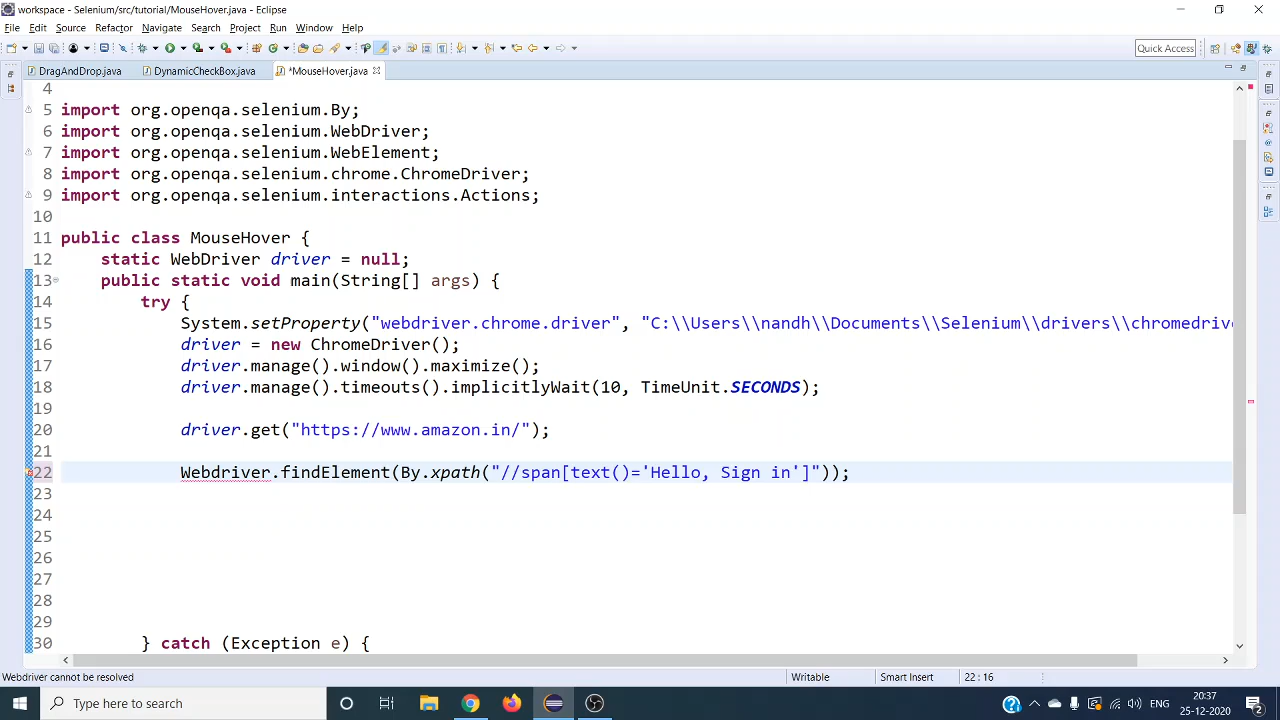 workspace - Selenium/src/tutorial/MouseHover.java - Eclipse
File Edit Source Refactor Navigate Search Project Run Window Help
Quick Access
DragAndDrop.java DynamicCheckBox.java *MouseHover.java
4
5 import org.openqa.selenium.By;
6 import org.openqa.selenium.WebDriver;
7 import org.openqa.selenium.WebElement;
8 import org.openqa.selenium.chrome.ChromeDriver;
9 import org.openqa.selenium.interactions.Actions;
10
11 public class MouseHover {
12 static WebDriver driver = null;
13 public static void main(String[] args) {
14 try {
15 System.setProperty("webdriver.chrome.driver", "C:\\Users\\nandh\\Documents\\Selenium\\drivers\\chromedrive
16 driver = new ChromeDriver();
17 driver.manage().window().maximize();
18 driver.manage().timeouts().implicitlyWait(10, TimeUnit.SECONDS);
19
20 driver.get("https://www.amazon.in/");
21
22 Webdriver.findElement(By.xpath("//span[text()='Hello, Sign in']"));
23
24
25
26
27
28
29
30 } catch (Exception e) {
Webdriver cannot be resolved Writable Smart Insert 22 : 16
Type here to search ENG 20:37
25-12-2020 2